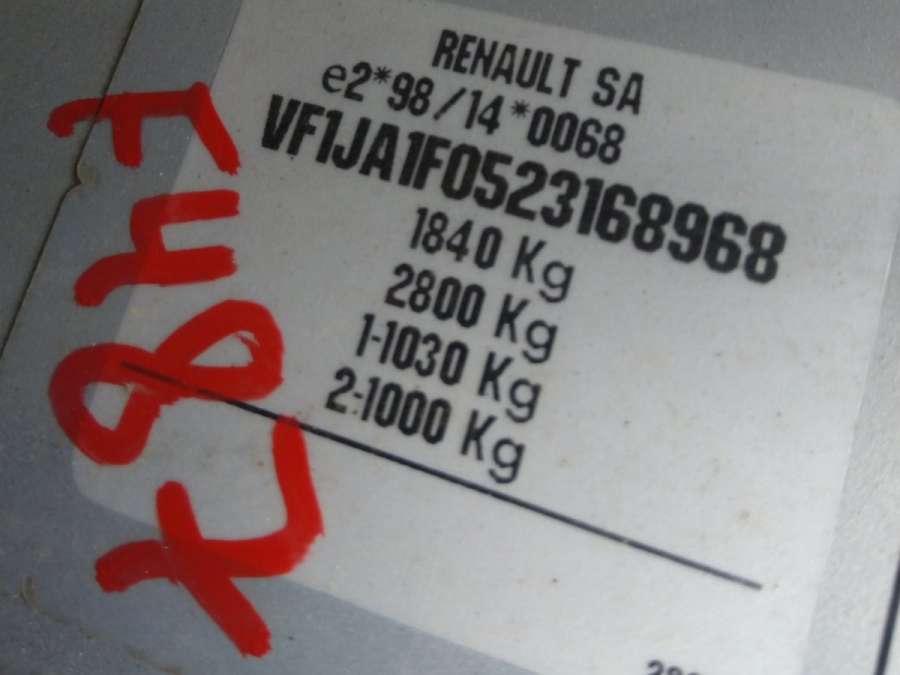 RENAULT SA
e2*98/14*0068
VF1JA1F0523168968
1840 Kg
2800 Kg
1-1030 Kg
2-1000 Kg